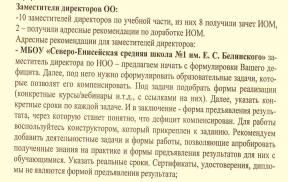 Заместители директоров ОО:
-10 заместителей директоров по учебной части, из них 8 получили зачет ИОМ,
2 – получили адресные рекомендации по доработке ИОМ.
Адресные рекомендации для заместителей директоров:
- МБОУ «Северо-Енисейская средняя школа №1 им. Е. С. Белинского» за-
меститель директора по НОО – предлагаем начать с формулировки Вашего де-
фицита. Далее, под него нужно сформулировать образовательные задачи, кото-
рые позволят его компенсировать. Под задачи подобрать формы реализации
(конкретные курсы/вебинары и.т.д., с ссылками на них). Далее, указать кон-
кретные сроки по каждой задаче. И в заключение - форма предъявления резуль-
тата, через которую станет понятно, что дефицит компенсирован. Для работы
воспользуйтесь конструктором, который прикреплен к заданию. Рекомендуем
добавить деятельностные задачи и формы работы, позволяющие апробировать
полученные знания на практике и формы предъявления результатов для них с
обучающимися. Указать реальные сроки. Сертификаты, удостоверения, дипло-
мы не являются формой предъявления результата;